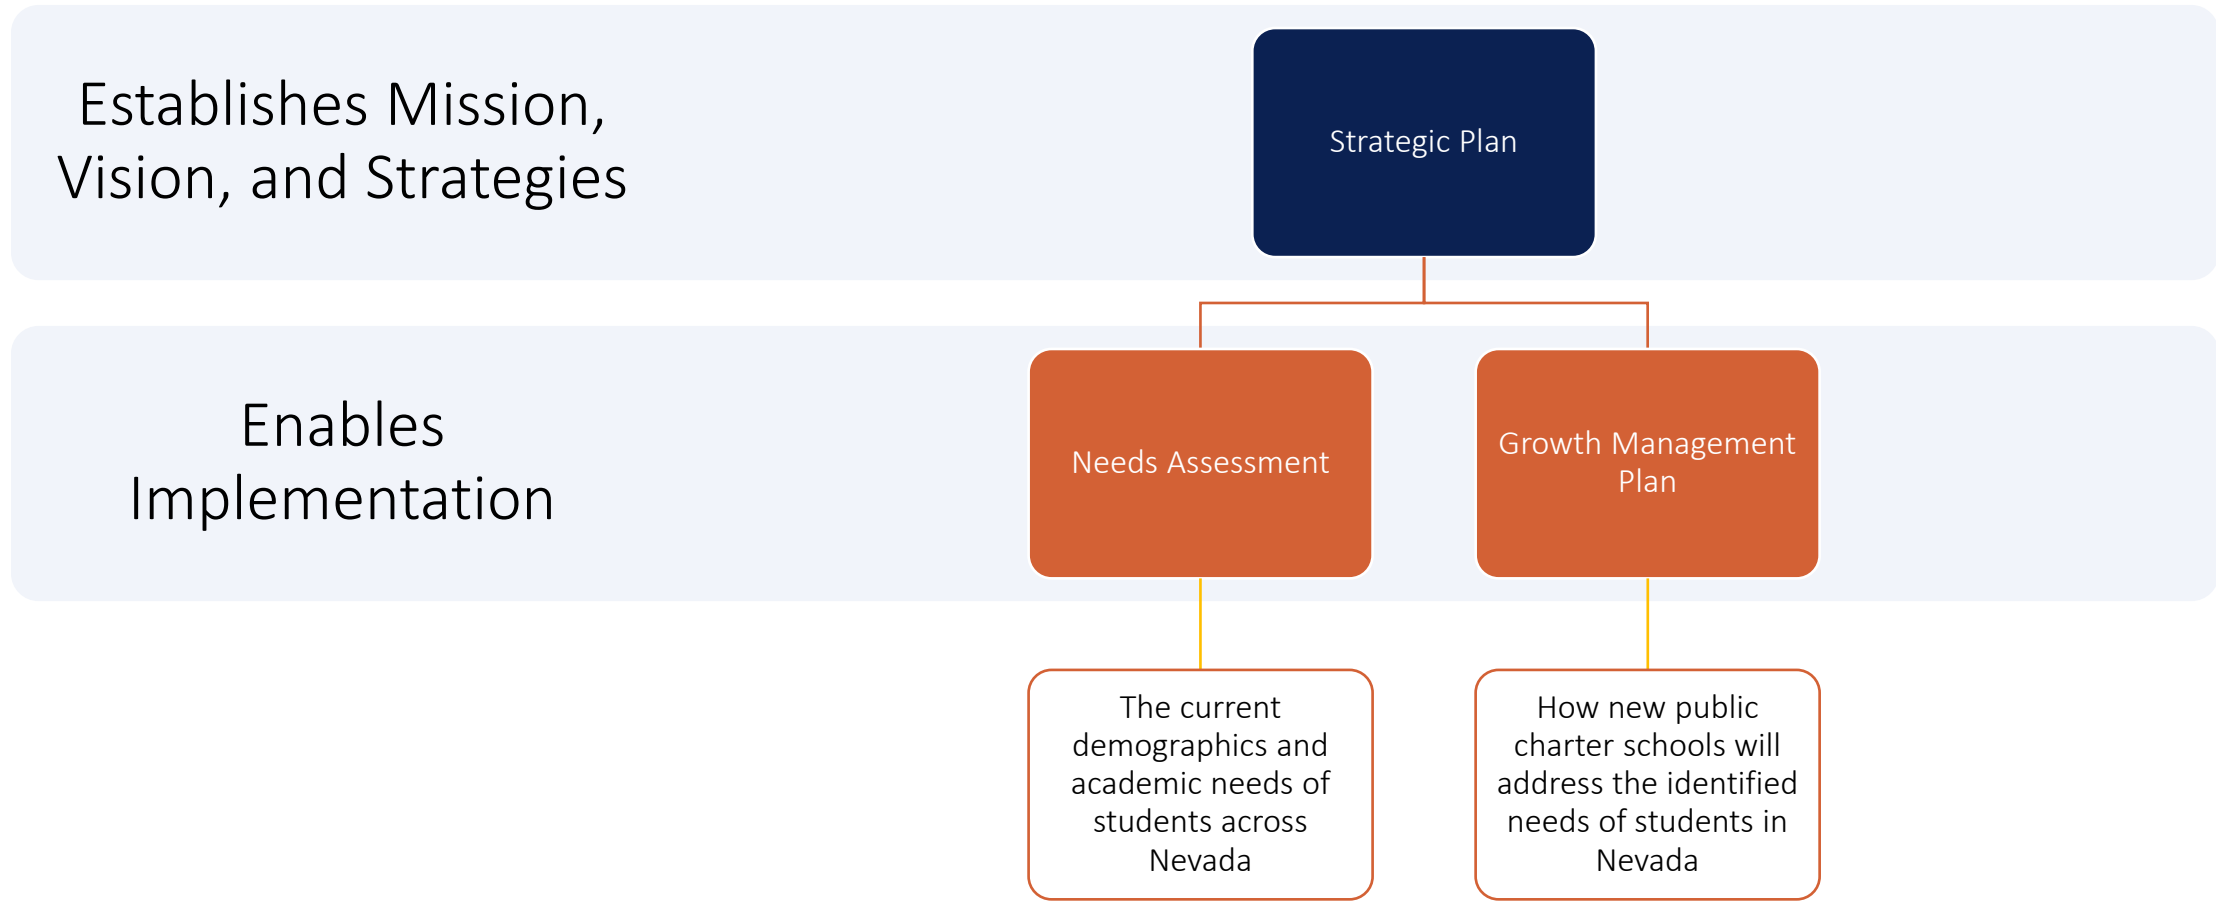 Establishes Mission,
Vision, and Strategies
Strategic Plan
Enables
Implementation
Needs Assessment
Growth Management
Plan
The current
demographics and
academic needs of
students across
Nevada
How new public
charter schools will
address the identified
needs of students in
Nevada